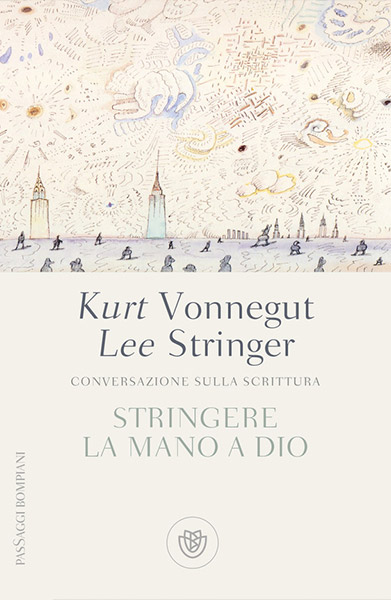 Kurt Vonnegut
Lee Stringer
CONVERSAZIONE SULLA SCRITTURA
STRINGERE
LA MANO A DIO
PASSAGGI BOMPIANI